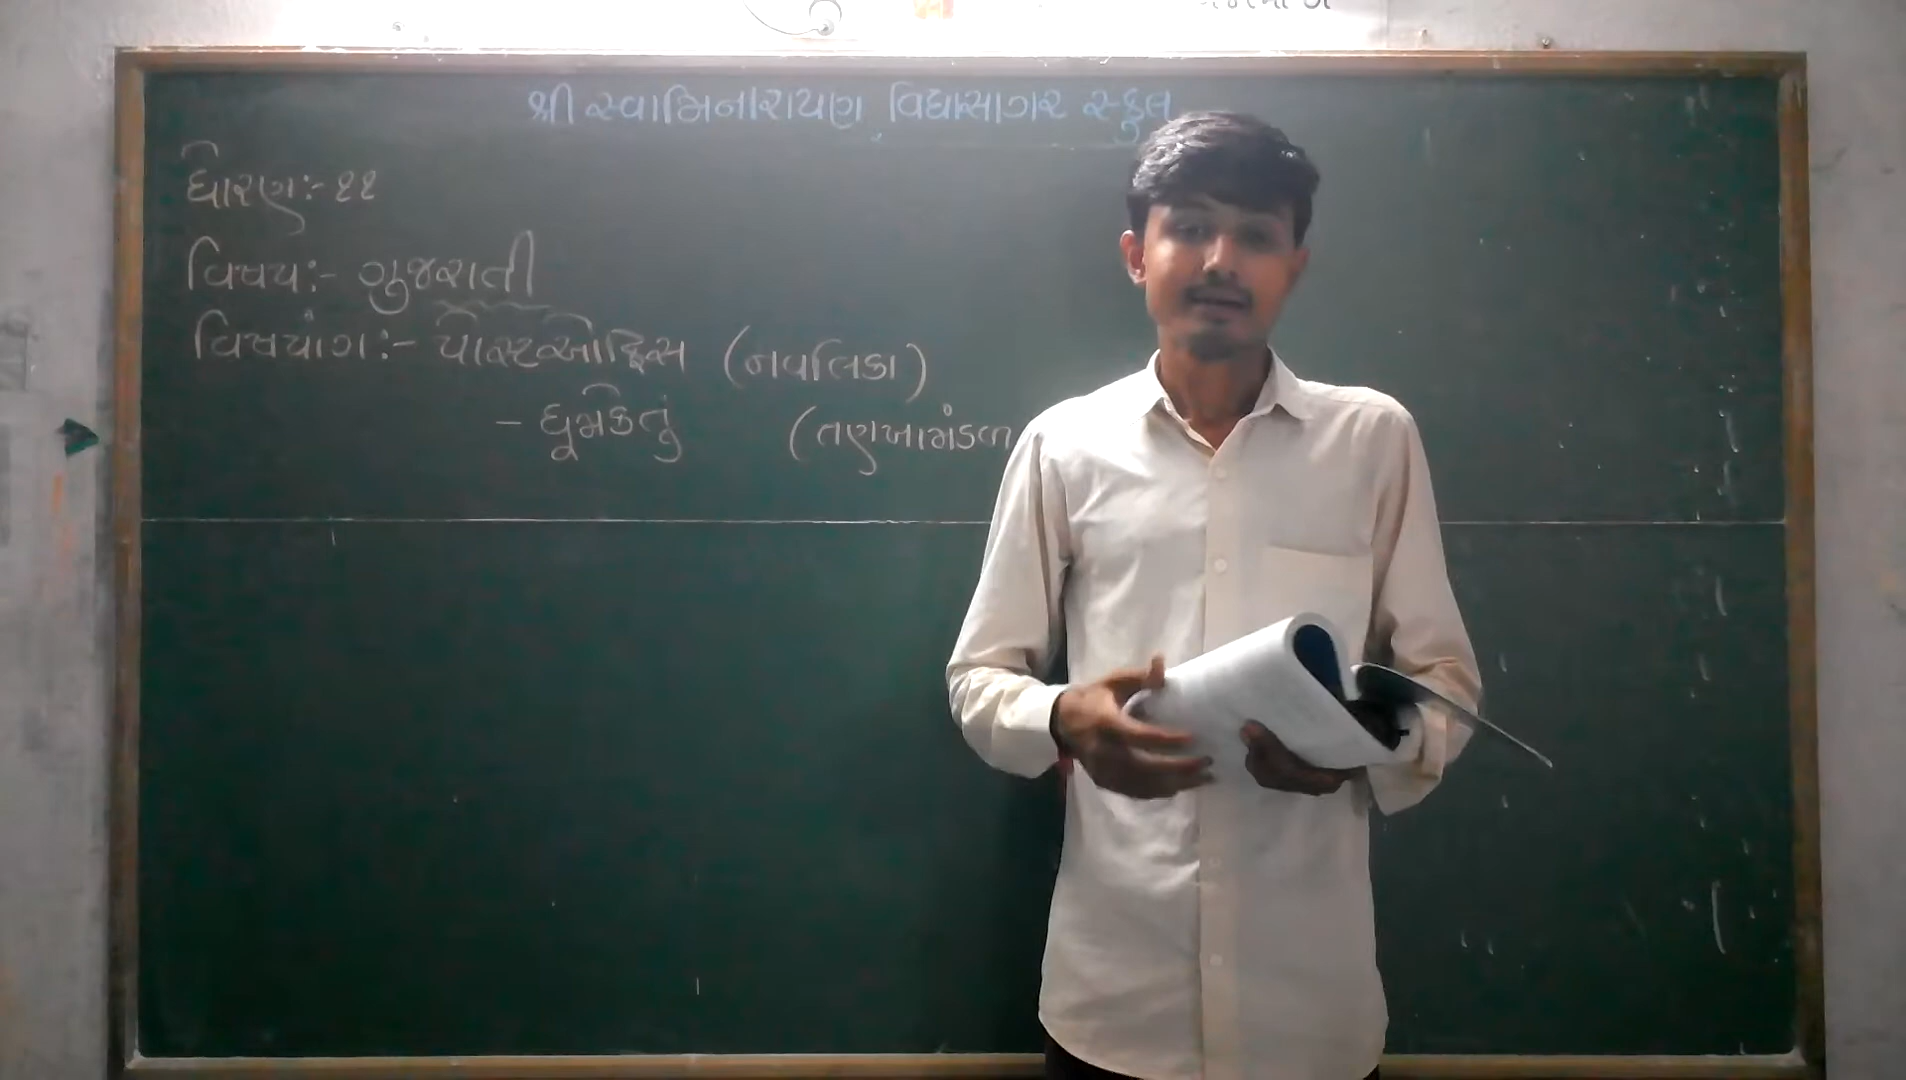 શ્રી સ્વામિનારાયણ વિદ્યાસાગર સ્કુલ
ધોરણ:- ૧૧
વિષય:- ગુજરાતી
વિષયાંગ:- પોસ્ટઓફિસ (નવલિકા)
- ધૂમકેતું (તણખામંડળ